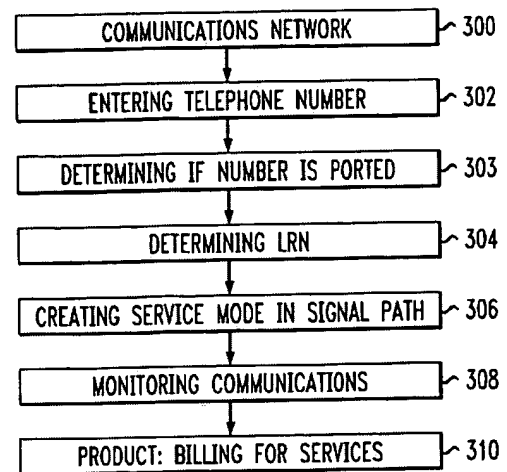 COMMUNICATIONS NETWORK 300
ENTERING TELEPHONE NUMBER 302
DETERMINING IF NUMBER IS PORTED 303
DETERMINING LRN 304
CREATING SERVICE MODE IN SIGNAL PATH 306
MONITORING COMMUNICATIONS 308
PRODUCT: BILLING FOR SERVICES 310